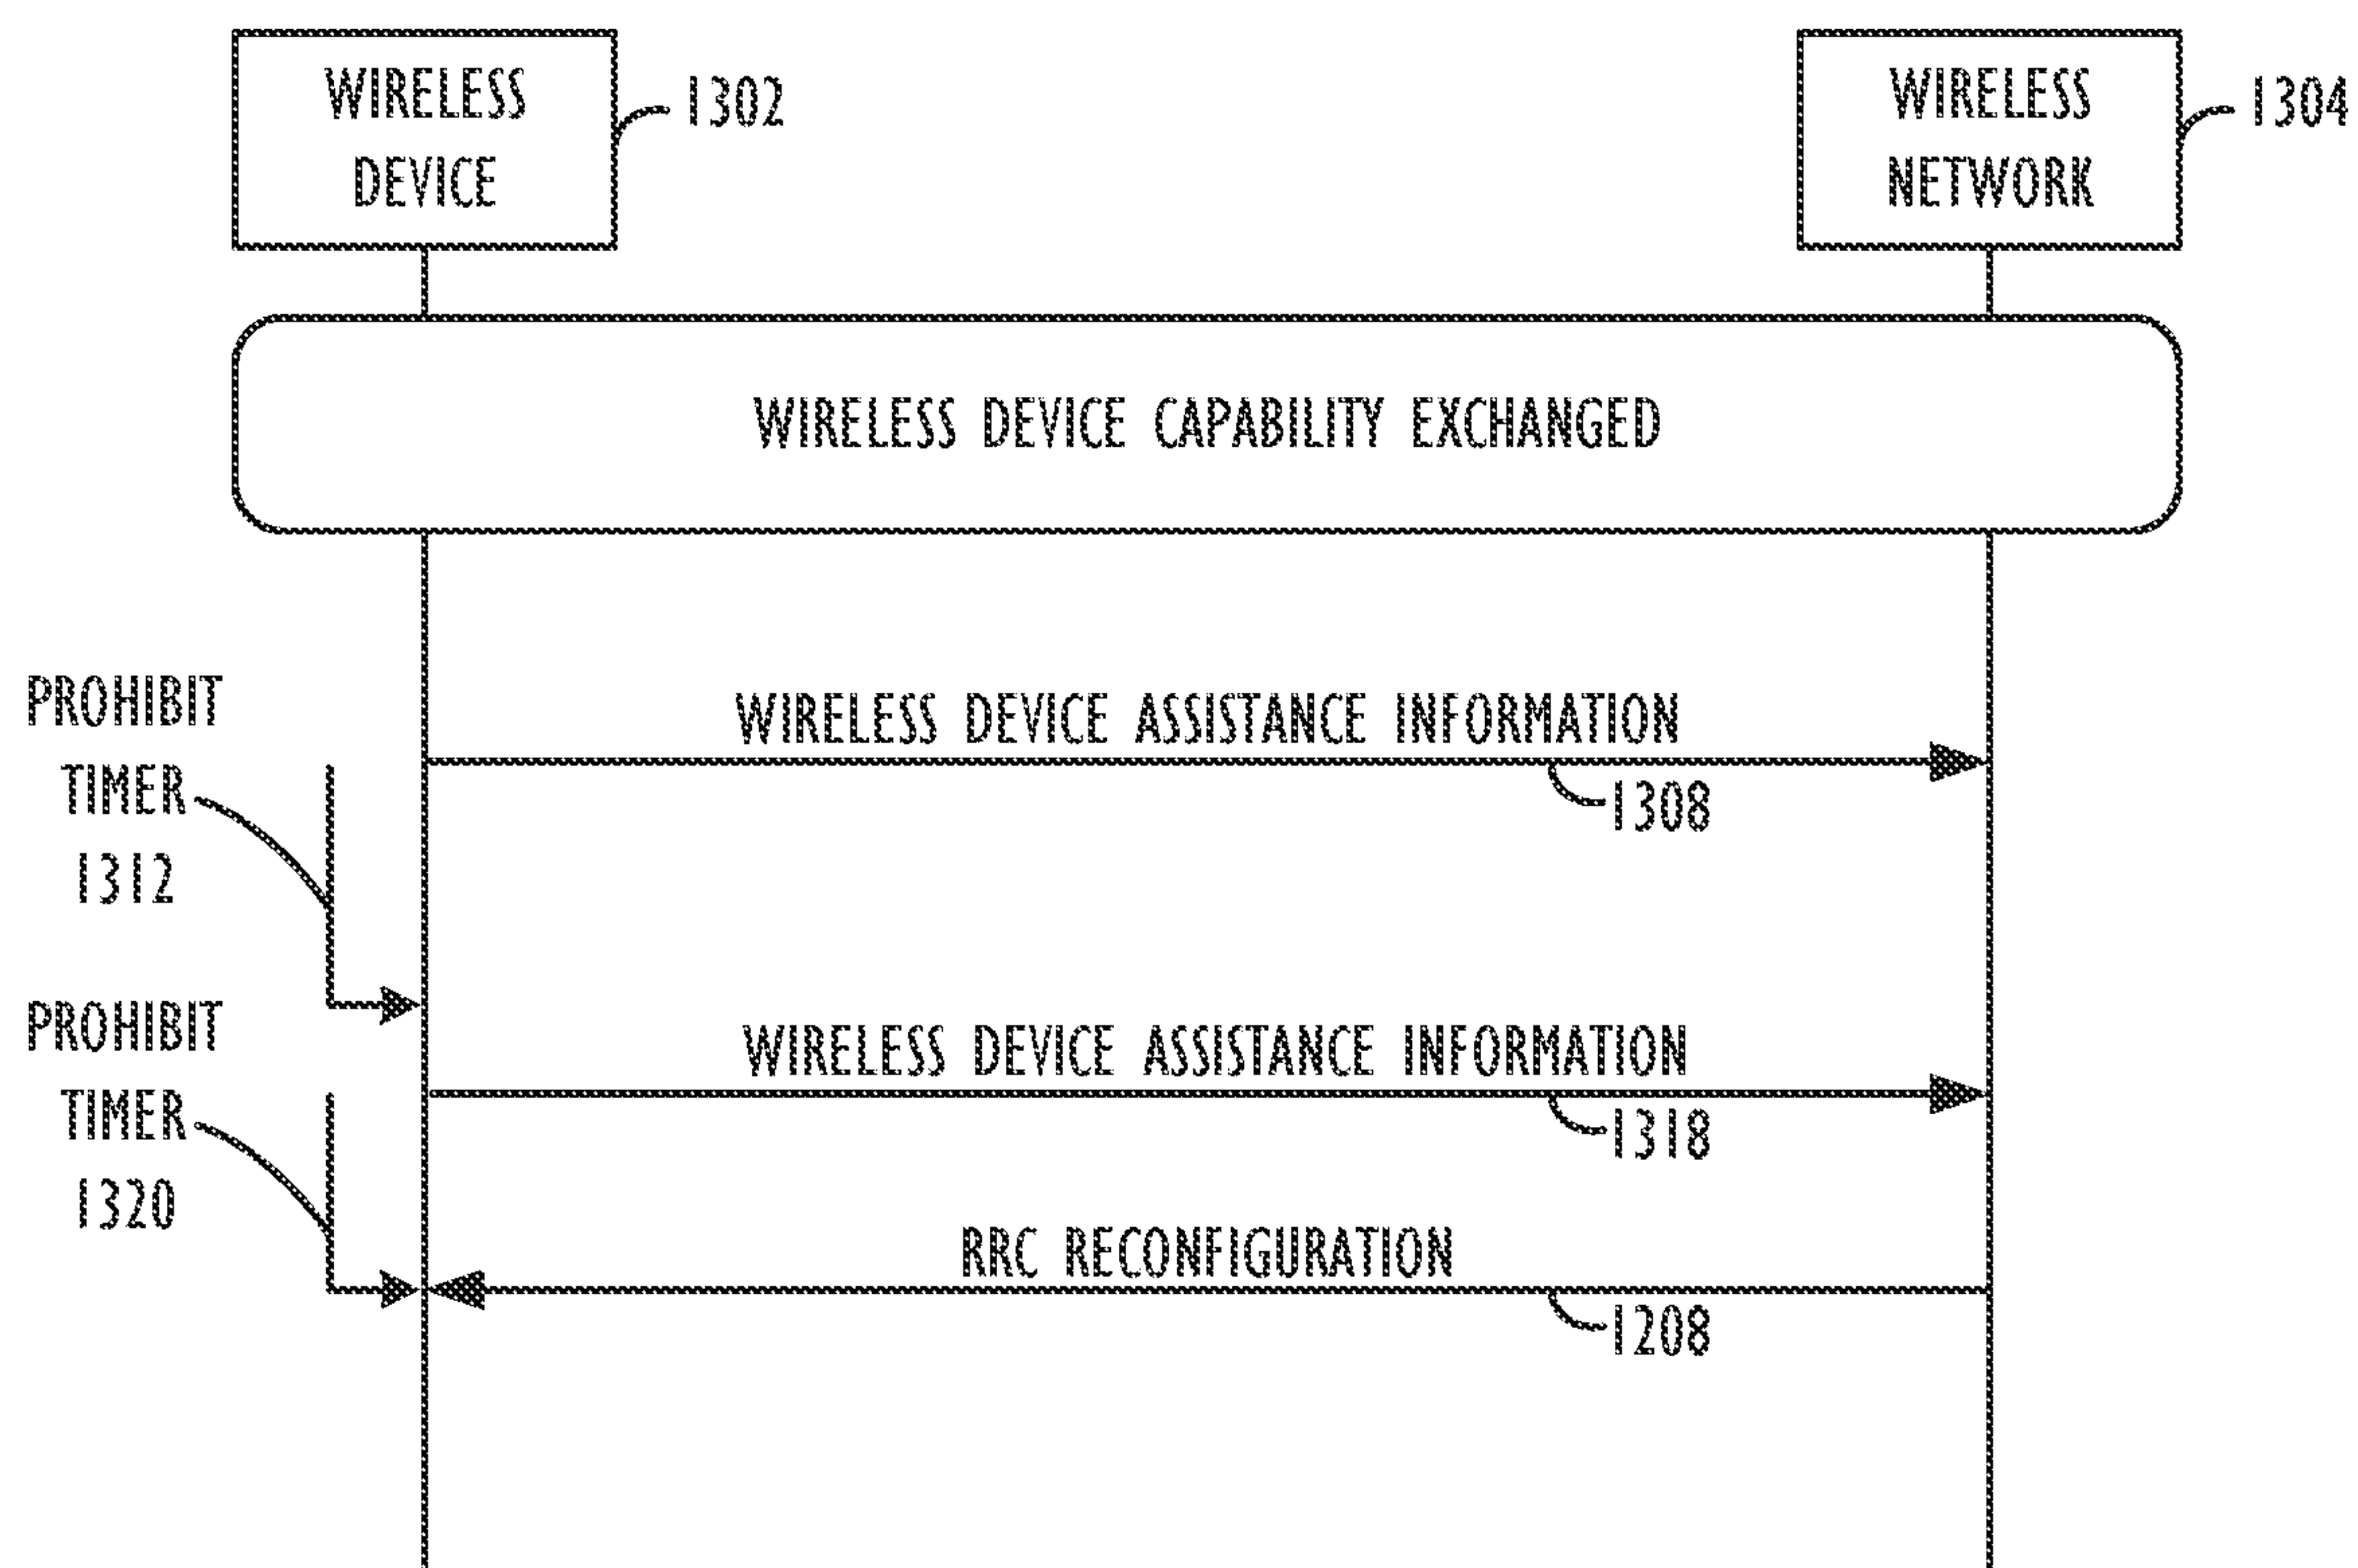 WIRELESS
DEVICE
1302
WIRELESS
NETWORK
1304
WIRELESS DEVICE CAPABILITY EXCHANGED
PROHIBIT
TIMER
1312
WIRELESS DEVICE ASSISTANCE INFORMATION
1308
PROHIBIT
TIMER
1320
WIRELESS DEVICE ASSISTANCE INFORMATION
1318
RRC RECONFIGURATION
1208